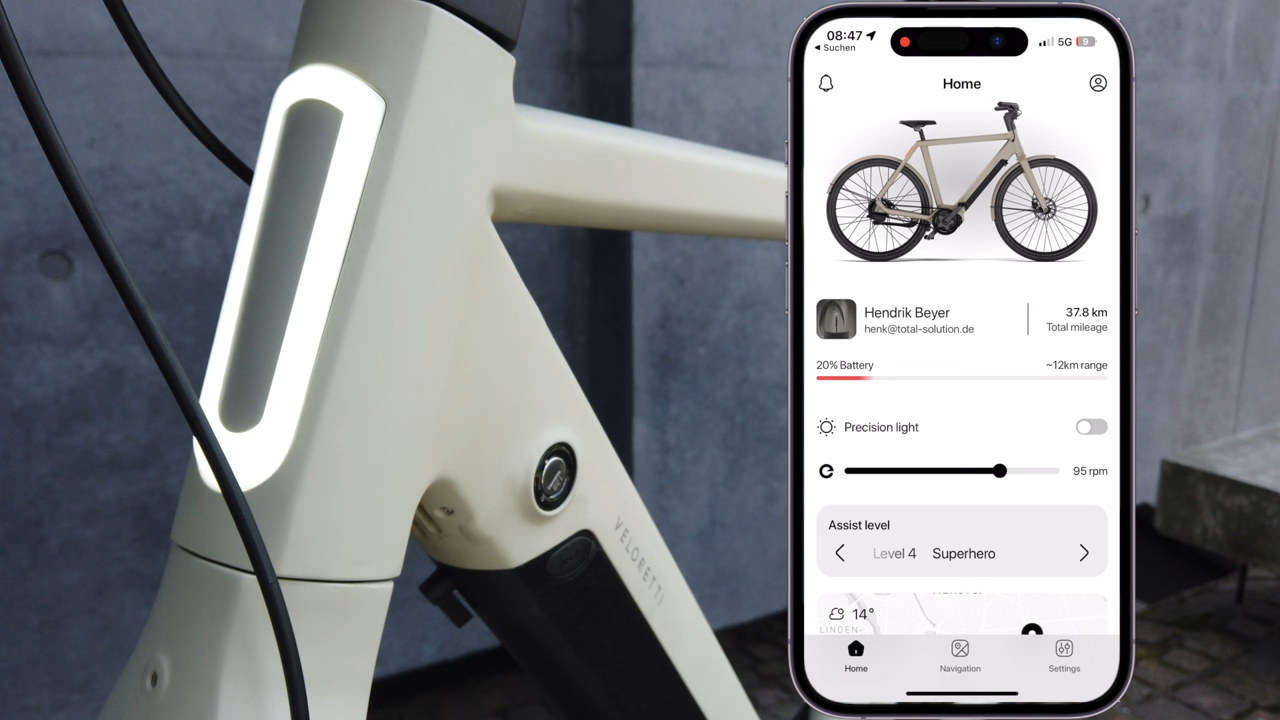 VELORETTI
08:47
5G 9
◀ Suchen
Home
Hendrik Beyer
37.8 km
henk@total-solution.de
Total mileage
20% Battery
~12km range
Precision light
95 rpm
Assist level
Level 4 Superhero
14°
LINDEN-
Home
Navigation
Settings